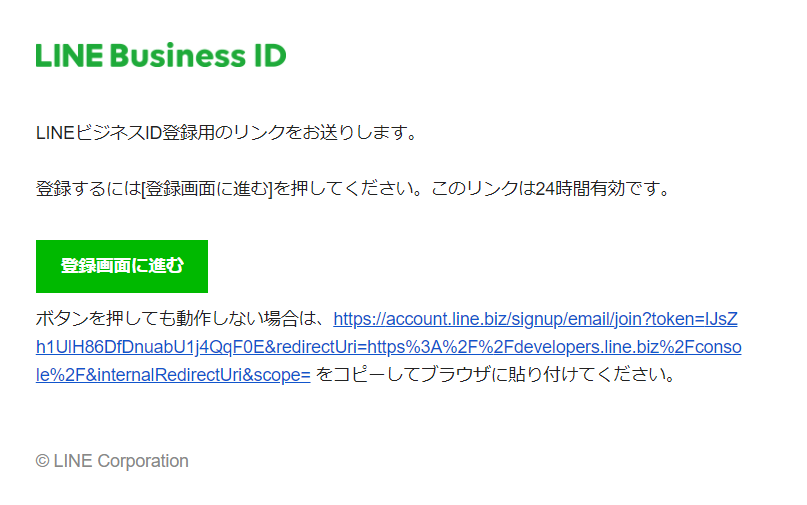 LINE Business ID
LINEビジネスID登録用のリンクをお送りします。
登録するには[登録画面に進む]を押してください。このリンクは24時間有効です。
登録画面に進む
ボタンを押しても動作しない場合は、https://account.line.biz/signup/email/join?token=lJsZ
h1UlH86DfDnuabU1j4QqF0E&redirectUri=https%3A%2F%2Fdevelopers.line.biz%2Fconso
le%2F&internalRedirectUri&scope= をコピーしてブラウザに貼り付けてください。
© LINE Corporation